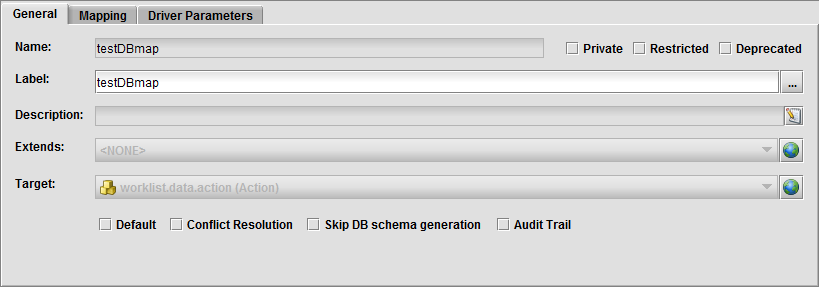 General Mapping Driver Parameters
Name: testDBmap Private Restricted Deprecated
Label: testDBmap ...
Description:
Extends: <NONE>
Target: worklist.data.action (Action)
Default Conflict Resolution Skip DB schema generation Audit Trail